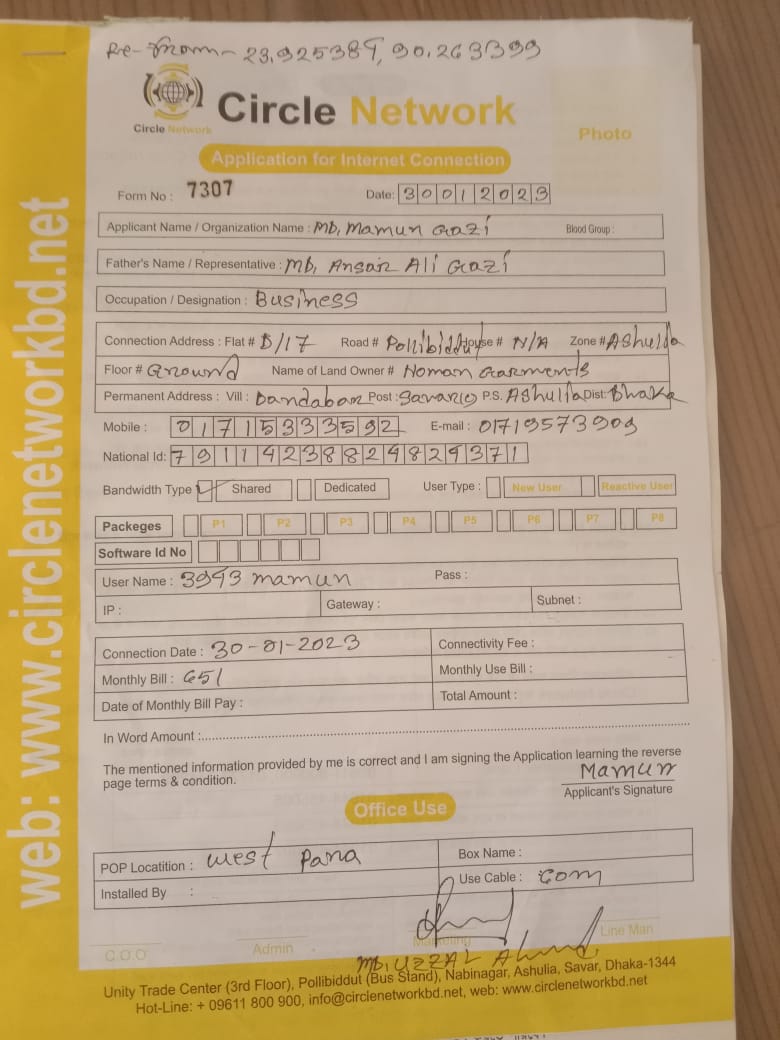 23.925389, 90.263399
Circle Network
Circle Network
Photo
Application for Internet Connection
Form No : 7307
Date: 30012023
Applicant Name / Organization Name : MD, Mamun Gazi
Blood Group :
Father's Name / Representative : MD, Ansar Ali Gazi
Occupation / Designation : Business
Connection Address : Flat # D/17 Road # Pollibiddut House # N/A Zone # Ashulia
Floor # Ground Name of Land Owner # Noman Garments
Permanent Address : Vill : Dandabar Post : Savar P.S. Ashulia Dist: Dhaka
Mobile : 01715333592 E-mail : 01719573909
National Id: 7911423882482 9371
Bandwidth Type Shared Dedicated User Type : New User Reactive User
Packeges P1 P2 P3 P4 P5 P6 P7 P8
Software Id No
User Name : 3943 mamun Pass :
IP : Gateway : Subnet :
Connection Date : 30-01-2023 Connectivity Fee :
Monthly Bill : 651 Monthly Use Bill :
Date of Monthly Bill Pay : Total Amount :
In Word Amount :
The mentioned information provided by me is correct and I am signing the Application learning the reverse
page terms & condition.
Mamun
Applicant's Signature
Office Use
POP Locatition : West Para Box Name :
Installed By : Use Cable : com
C.O.O Admin Marketing Line Man
MD, UZZAL Ahmed
Unity Trade Center (3rd Floor), Pollibiddut (Bus Stand), Nabinagar, Ashulia, Savar, Dhaka-1344
Hot-Line: + 09611 800 900, info@circlenetworkbd.net, web: www.circlenetworkbd.net
web: www.circlenetworkbd.net